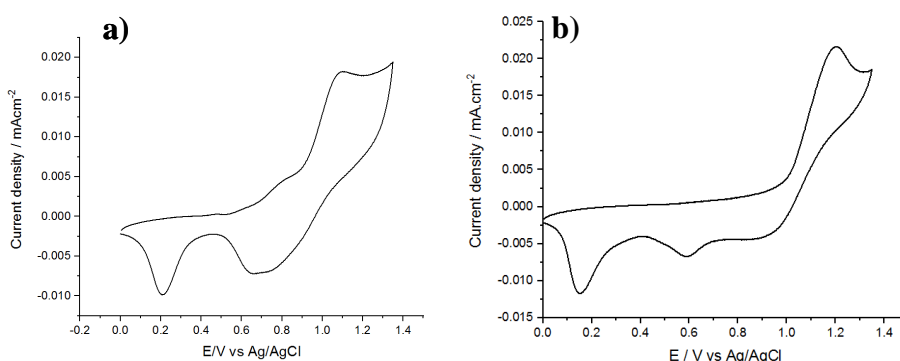 a)
0.020
0.015
0.010
0.005
0.000
-0.005
-0.010
-0.2 0.0 0.2 0.4 0.6 0.8 1.0 1.2 1.4
Current density / mAcm-2
E/V vs Ag/AgCl
b)
0.025
0.020
0.015
0.010
0.005
0.000
-0.005
-0.010
-0.015
0.0 0.2 0.4 0.6 0.8 1.0 1.2 1.4
Current density / mA.cm-2
E / V vs Ag/AgCl